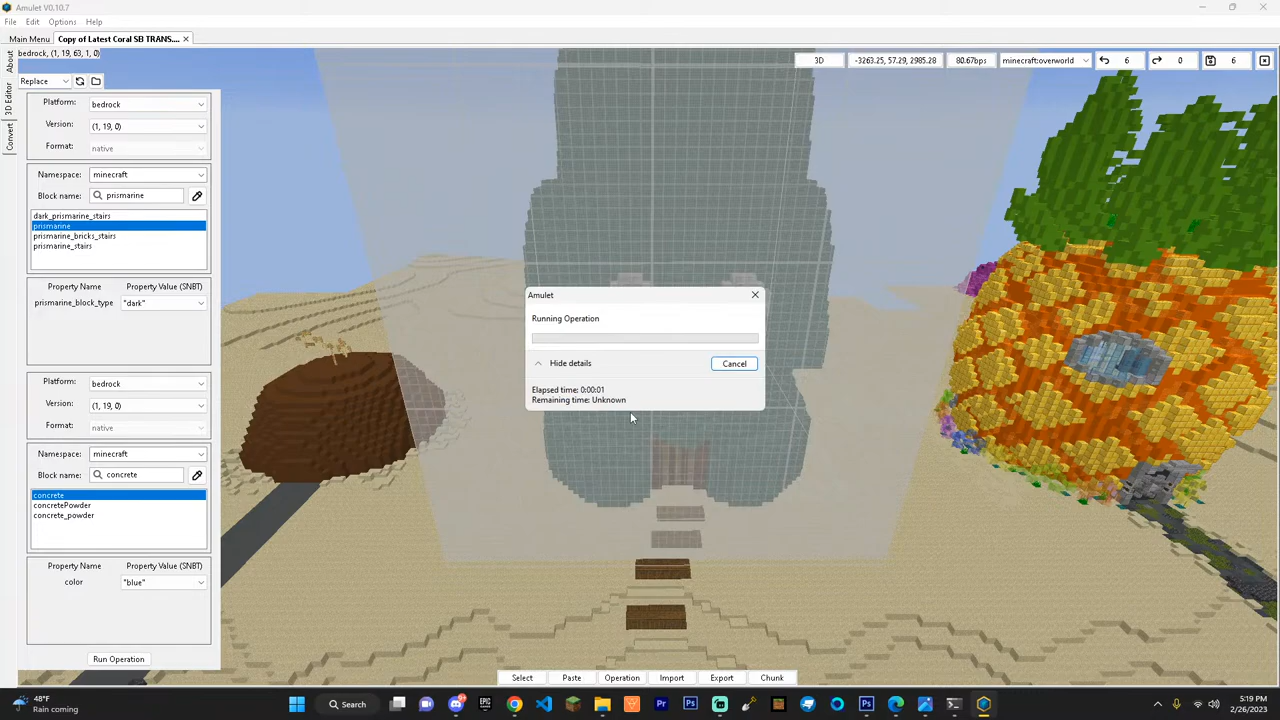 Amulet V0.10.7
File Edit Options Help
Main Menu Copy of Latest Coral SB TRANS....
bedrock, (1, 19, 63, 1, 0)
About
3D Editor
Convert
Replace
3D -3263.25, 57.29, 2985.28 80.67bps minecraft:overworld 6 0 6
Platform: bedrock
Version: (1, 19, 0)
Format: native
Namespace: minecraft
Block name: prismarine
dark_prismarine_stairs
prismarine
prismarine_bricks_stairs
prismarine_stairs
Property Name Property Value (SNBT)
prismarine_block_type "dark"
Platform: bedrock
Version: (1, 19, 0)
Format: native
Namespace: minecraft
Block name: concrete
concrete
concretePowder
concrete_powder
Property Name Property Value (SNBT)
color "blue"
Run Operation
Amulet
Running Operation
Hide details Cancel
Elapsed time: 0:00:01
Remaining time: Unknown
Select Paste Operation Import Export Chunk
48°F
Rain coming
Search
5:19 PM
2/26/2023